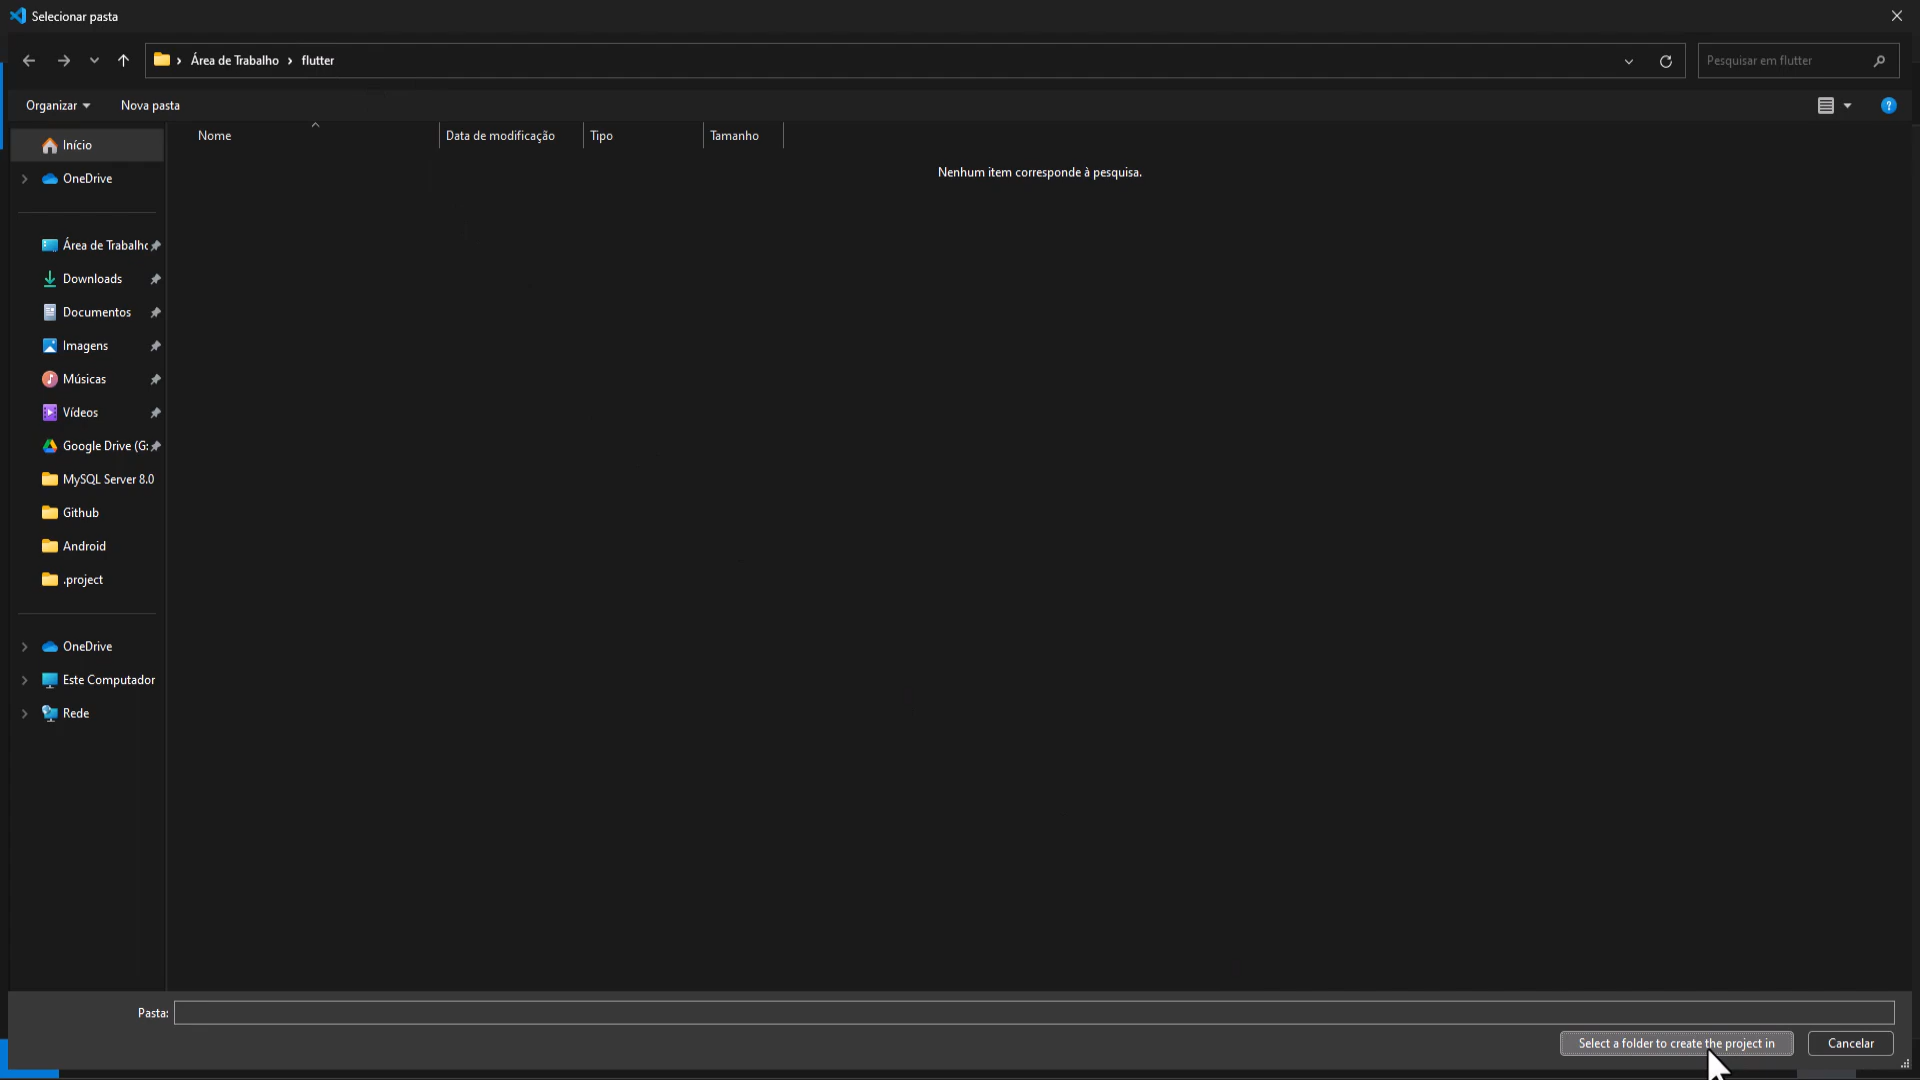 Selecionar pasta
Área de Trabalho > flutter
Pesquisar em flutter
Organizar
Nova pasta
Nome
Data de modificação
Tipo
Tamanho
Nenhum item corresponde à pesquisa.
Início
OneDrive
Área de Trabalho
Downloads
Documentos
Imagens
Músicas
Vídeos
Google Drive (G:
MySQL Server 8.0
Github
Android
.project
OneDrive
Este Computador
Rede
Pasta:
Select a folder to create the project in
Cancelar